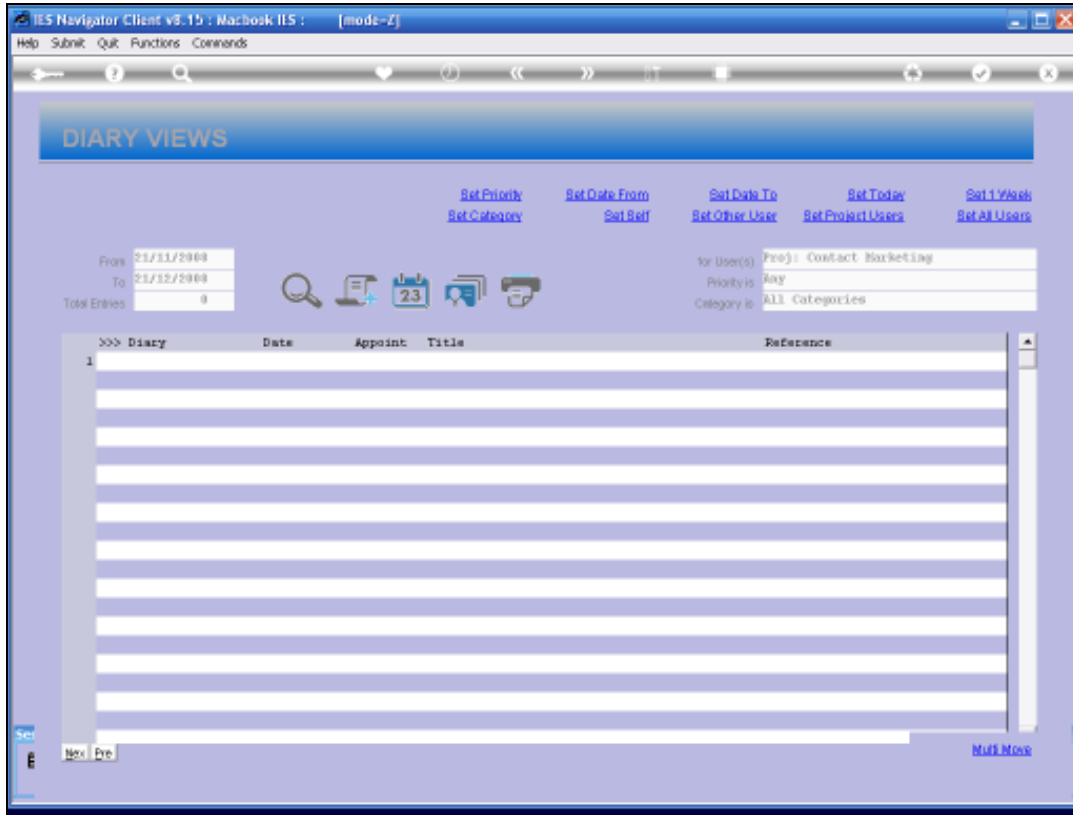 IES Navigator Client v8.15 : Macbook IES : [mode-Z]
Help Submit Quit Functions Commands
DIARY VIEWS
Set Priority Set Date From Set Date To Set Today Set 1 Week
Set Category Set Self Set Other User Set Project Users Set All Users
From 21/11/2008 for User(s) Proj: Contact Marketing
To 21/12/2008 Priority is Any
Total Entries 0 Category is All Categories
23
>>> Diary Date Appoint Title Reference
1
Nex Pre Multi Move